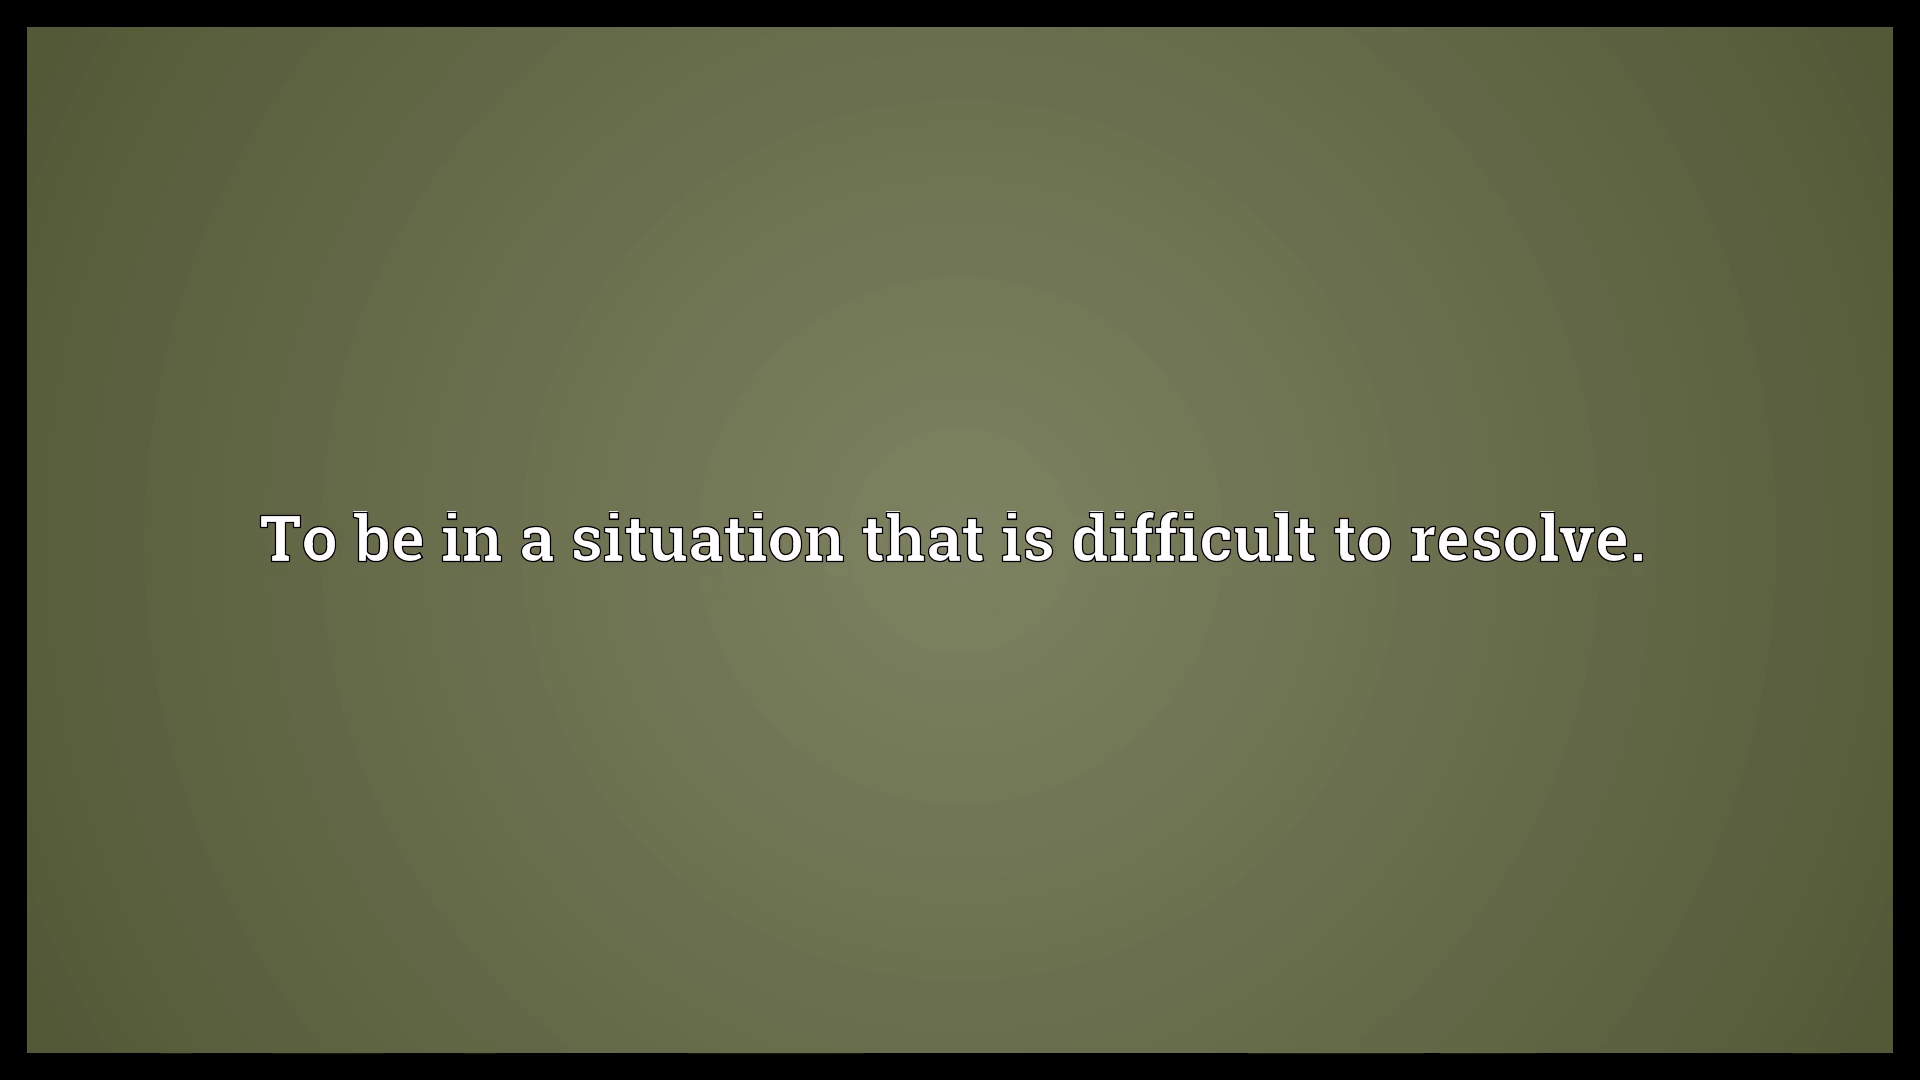 To be in a situation that is difficult to resolve.